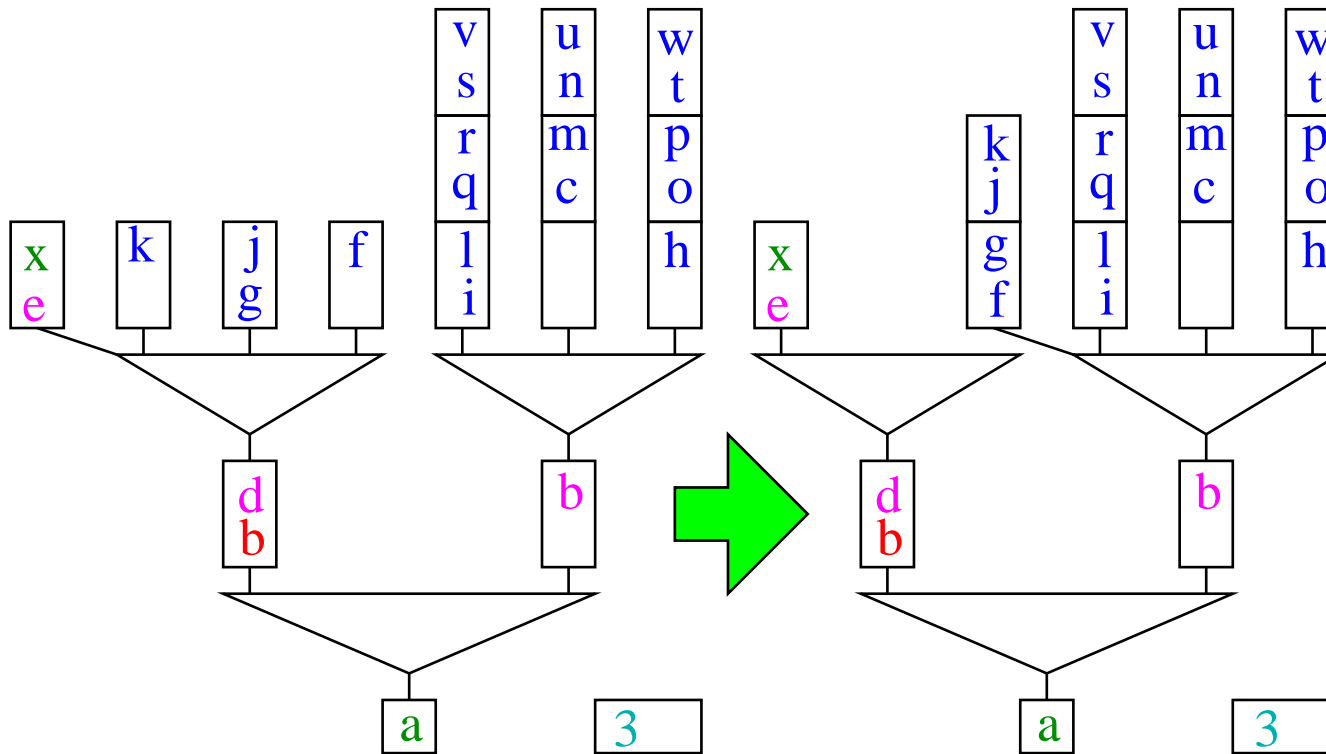 v u w v u w
s n t s n t
k r m p r m p
j q c o q c o
x k j f l h x g l h
e g i e f i
d b d b
b b
a 3 a 3